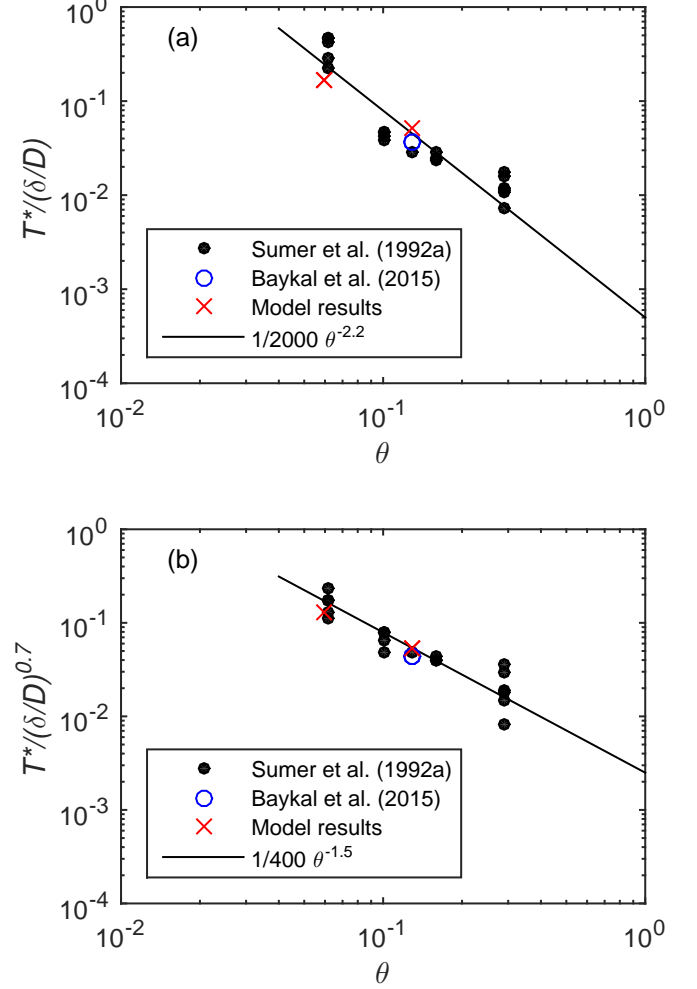 10^0
(a)
10^-1
10^-2
10^-3
10^-4
T*/(δ/D)
Sumer et al. (1992a)
Baykal et al. (2015)
Model results
1/2000 θ^-2.2
10^-2 10^-1 10^0
θ
10^0
(b)
10^-1
10^-2
10^-3
10^-4
T*/(δ/D)^0.7
Sumer et al. (1992a)
Baykal et al. (2015)
Model results
1/400 θ^-1.5
10^-2 10^-1 10^0
θ